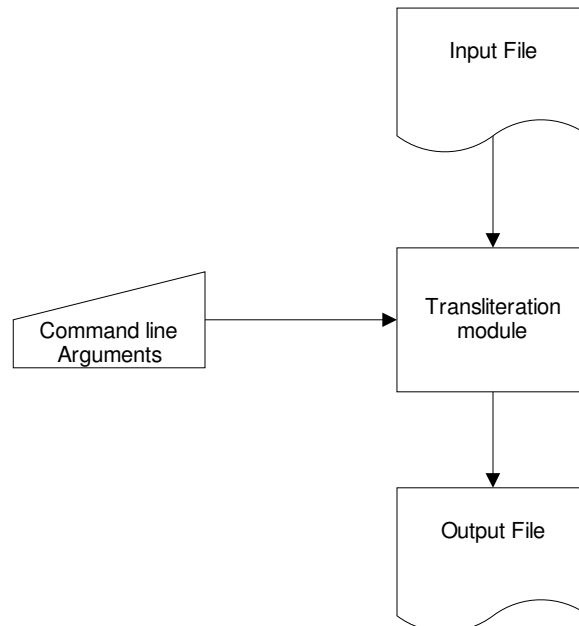 Input File
Command line
Arguments
Transliteration
module
Output File